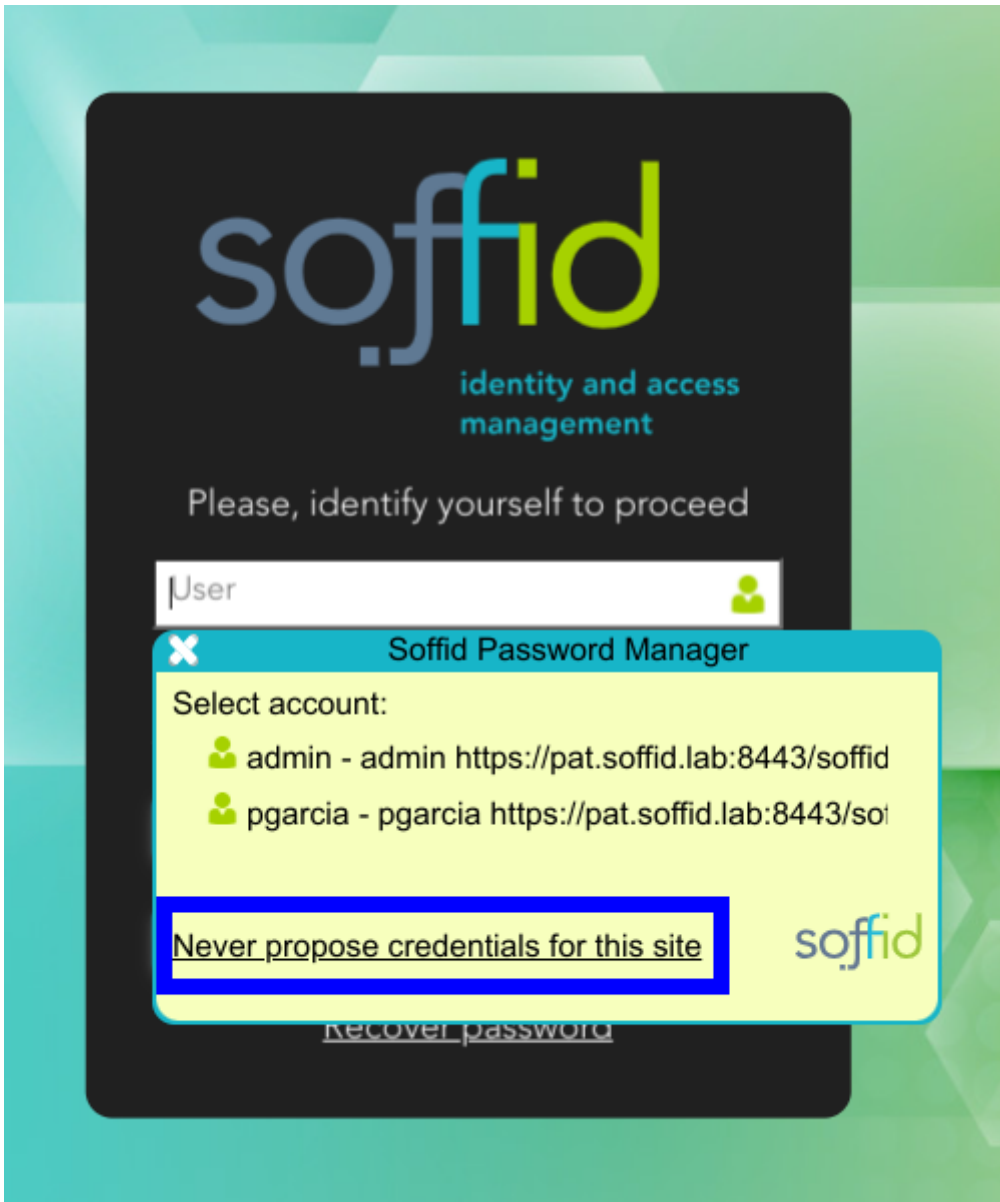 soffid
identity and access
management
Please, identify yourself to proceed
User
Soffid Password Manager
Select account:
admin - admin https://pat.soffid.lab:8443/soffid
pgarcia - pgarcia https://pat.soffid.lab:8443/sof
Never propose credentials for this site
soffid
Recover password